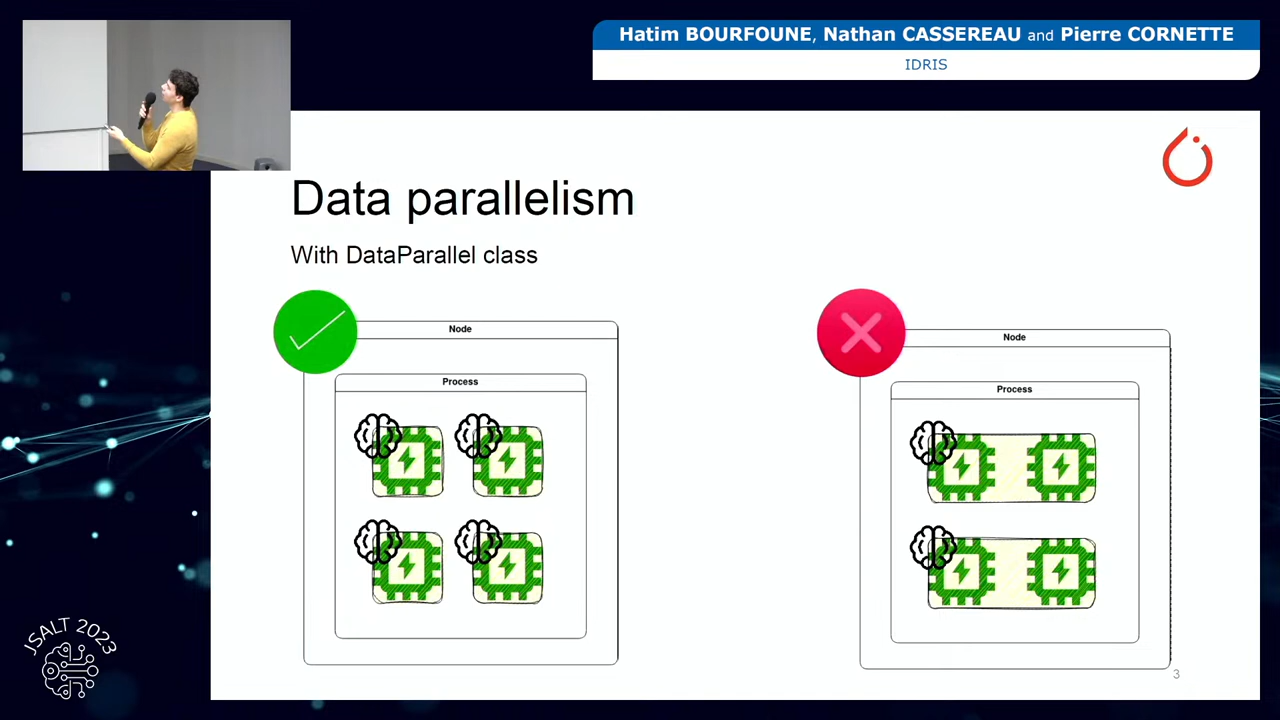 Hatim BOURFOUNE, Nathan CASSEREAU and Pierre CORNETTE
IDRIS
Data parallelism
With DataParallel class
Node
Process
Node
Process
3
JSALT 2023